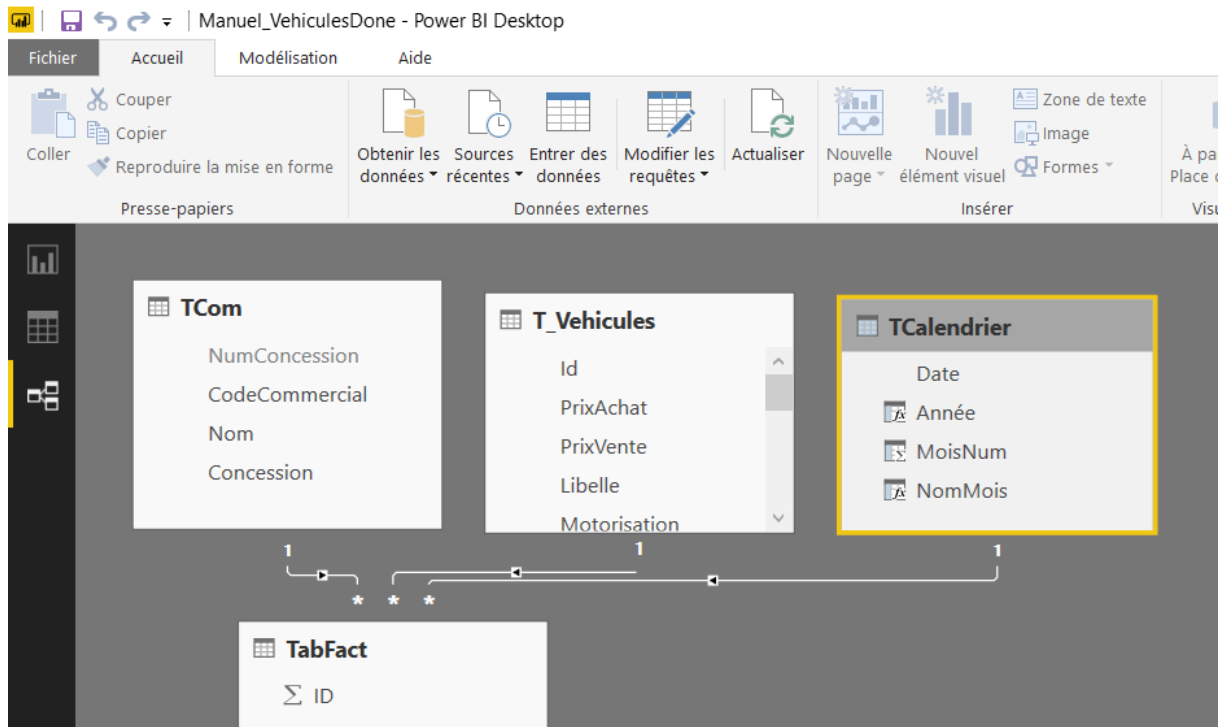 Manuel_VehiculesDone - Power BI Desktop
Fichier Accueil Modélisation Aide
Coller
Couper
Copier
Reproduire la mise en forme
Presse-papiers
Obtenir les données
Sources récentes
Entrer des données
Modifier les requêtes
Actualiser
Données externes
Nouvelle page
Nouvel élément visuel
Zone de texte
Image
Formes
Insérer
TCom
NumConcession
CodeCommercial
Nom
Concession
T_Vehicules
Id
PrixAchat
PrixVente
Libelle
Motorisation
TCalendrier
Date
Année
MoisNum
NomMois
1
1
1
* * *
TabFact
Σ ID